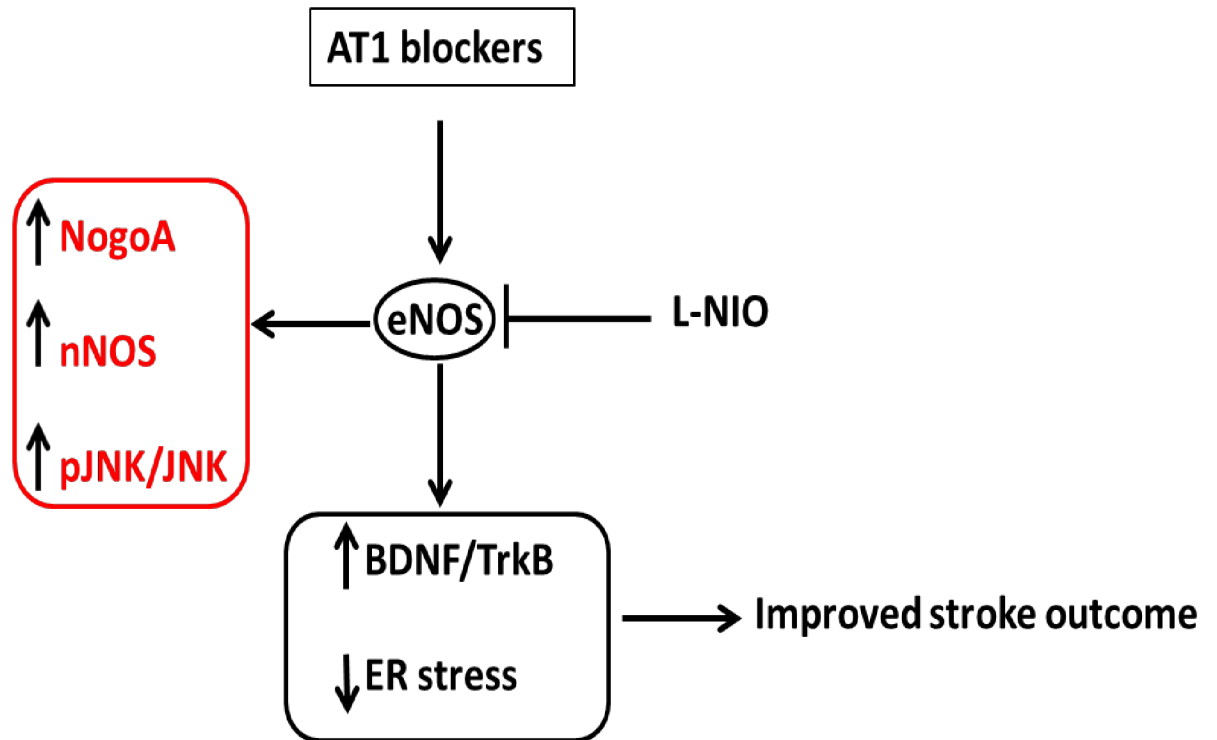 AT1 blockers
NogoA
nNOS
pJNK/JNK
eNOS
L-NIO
BDNF/TrkB
ER stress
Improved stroke outcome